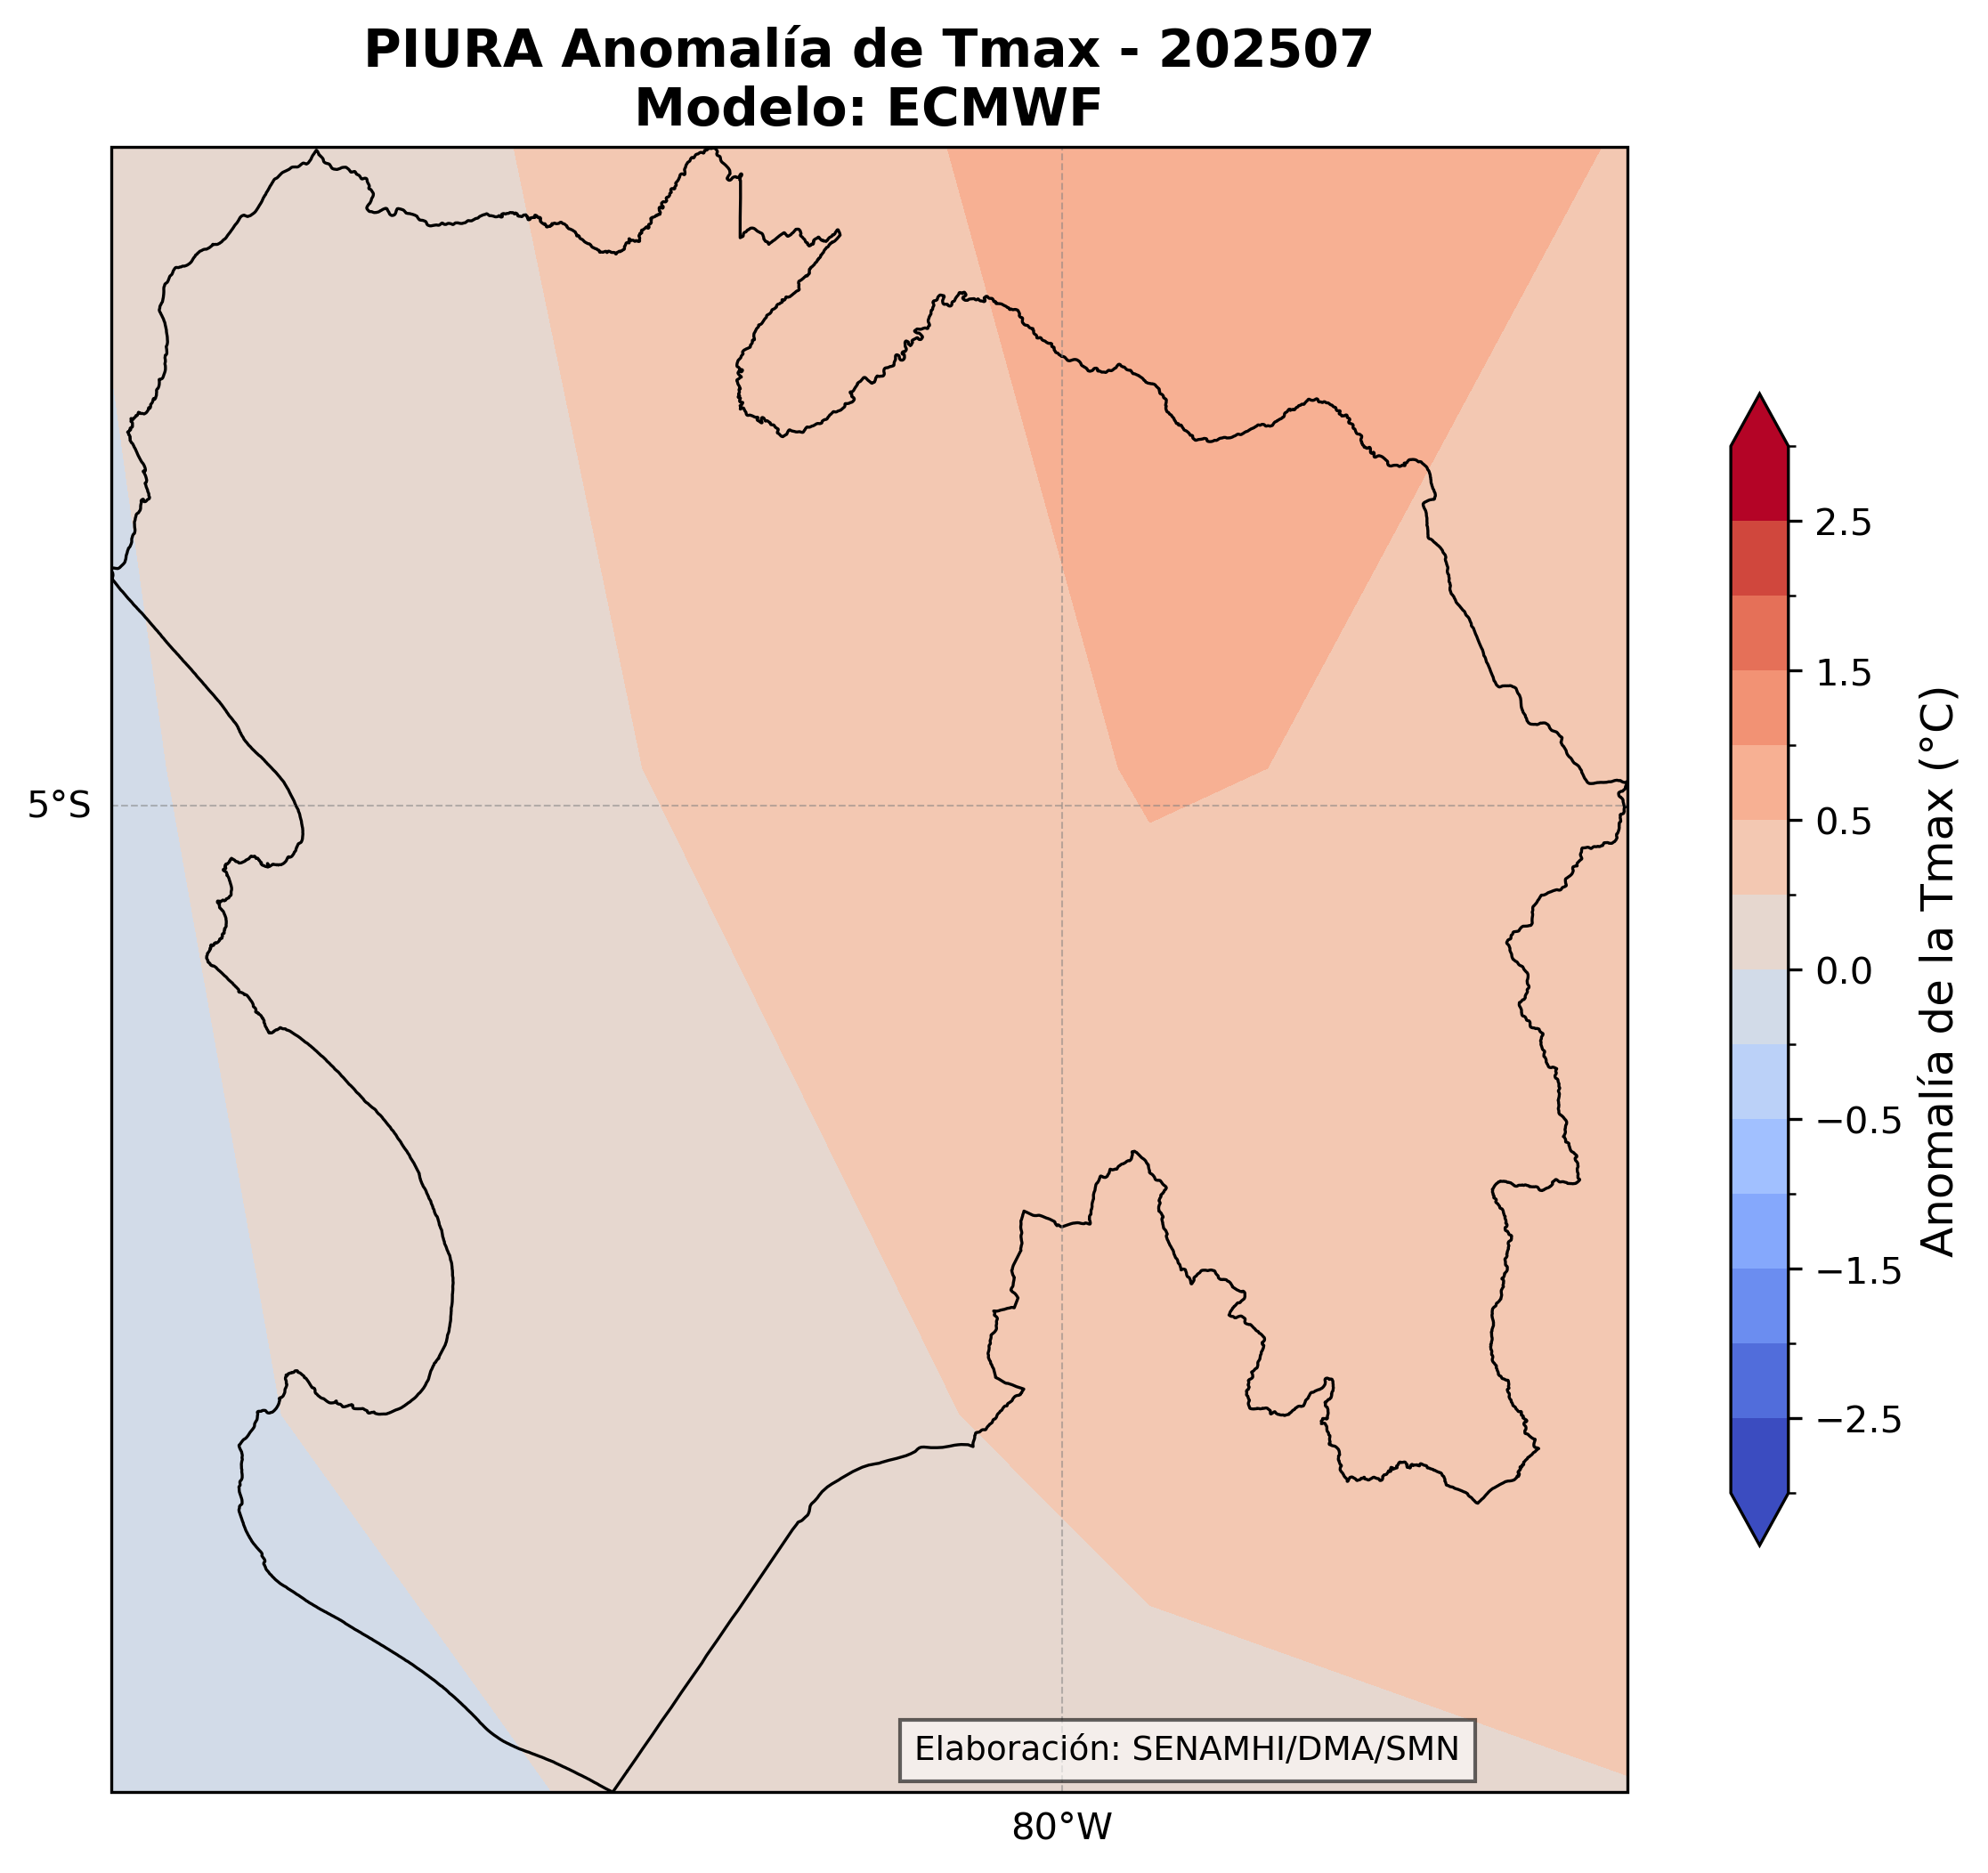 PIURA Anomalía de Tmax - 202507
Modelo: ECMWF
5°S
80°W
Elaboración: SENAMHI/DMA/SMN
2.5
1.5
0.5
0.0
−0.5
−1.5
−2.5
Anomalía de la Tmax (°C)